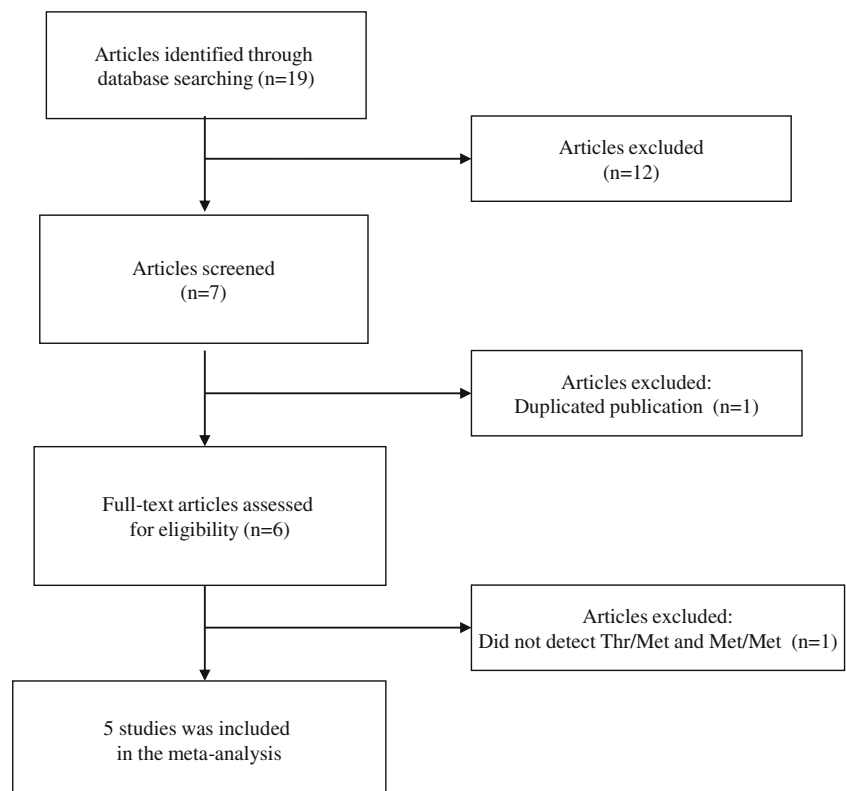 Articles identified through
database searching (n=19)
Articles excluded
(n=12)
Articles screened
(n=7)
Articles excluded:
Duplicated publication (n=1)
Full-text articles assessed
for eligibility (n=6)
Articles excluded:
Did not detect Thr/Met and Met/Met (n=1)
5 studies was included
in the meta-analysis